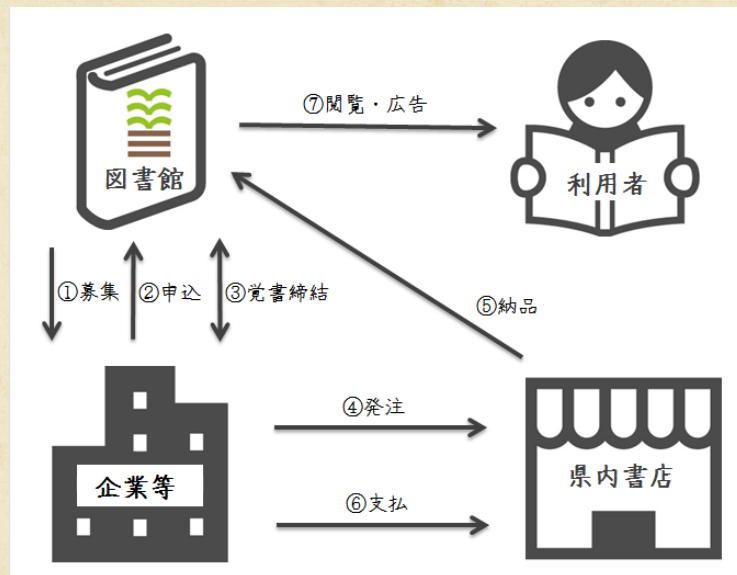 図書館
⑦閲覧・広告
利用者
①募集
②申込
③覚書締結
⑤納品
企業等
④発注
⑥支払
県内書店